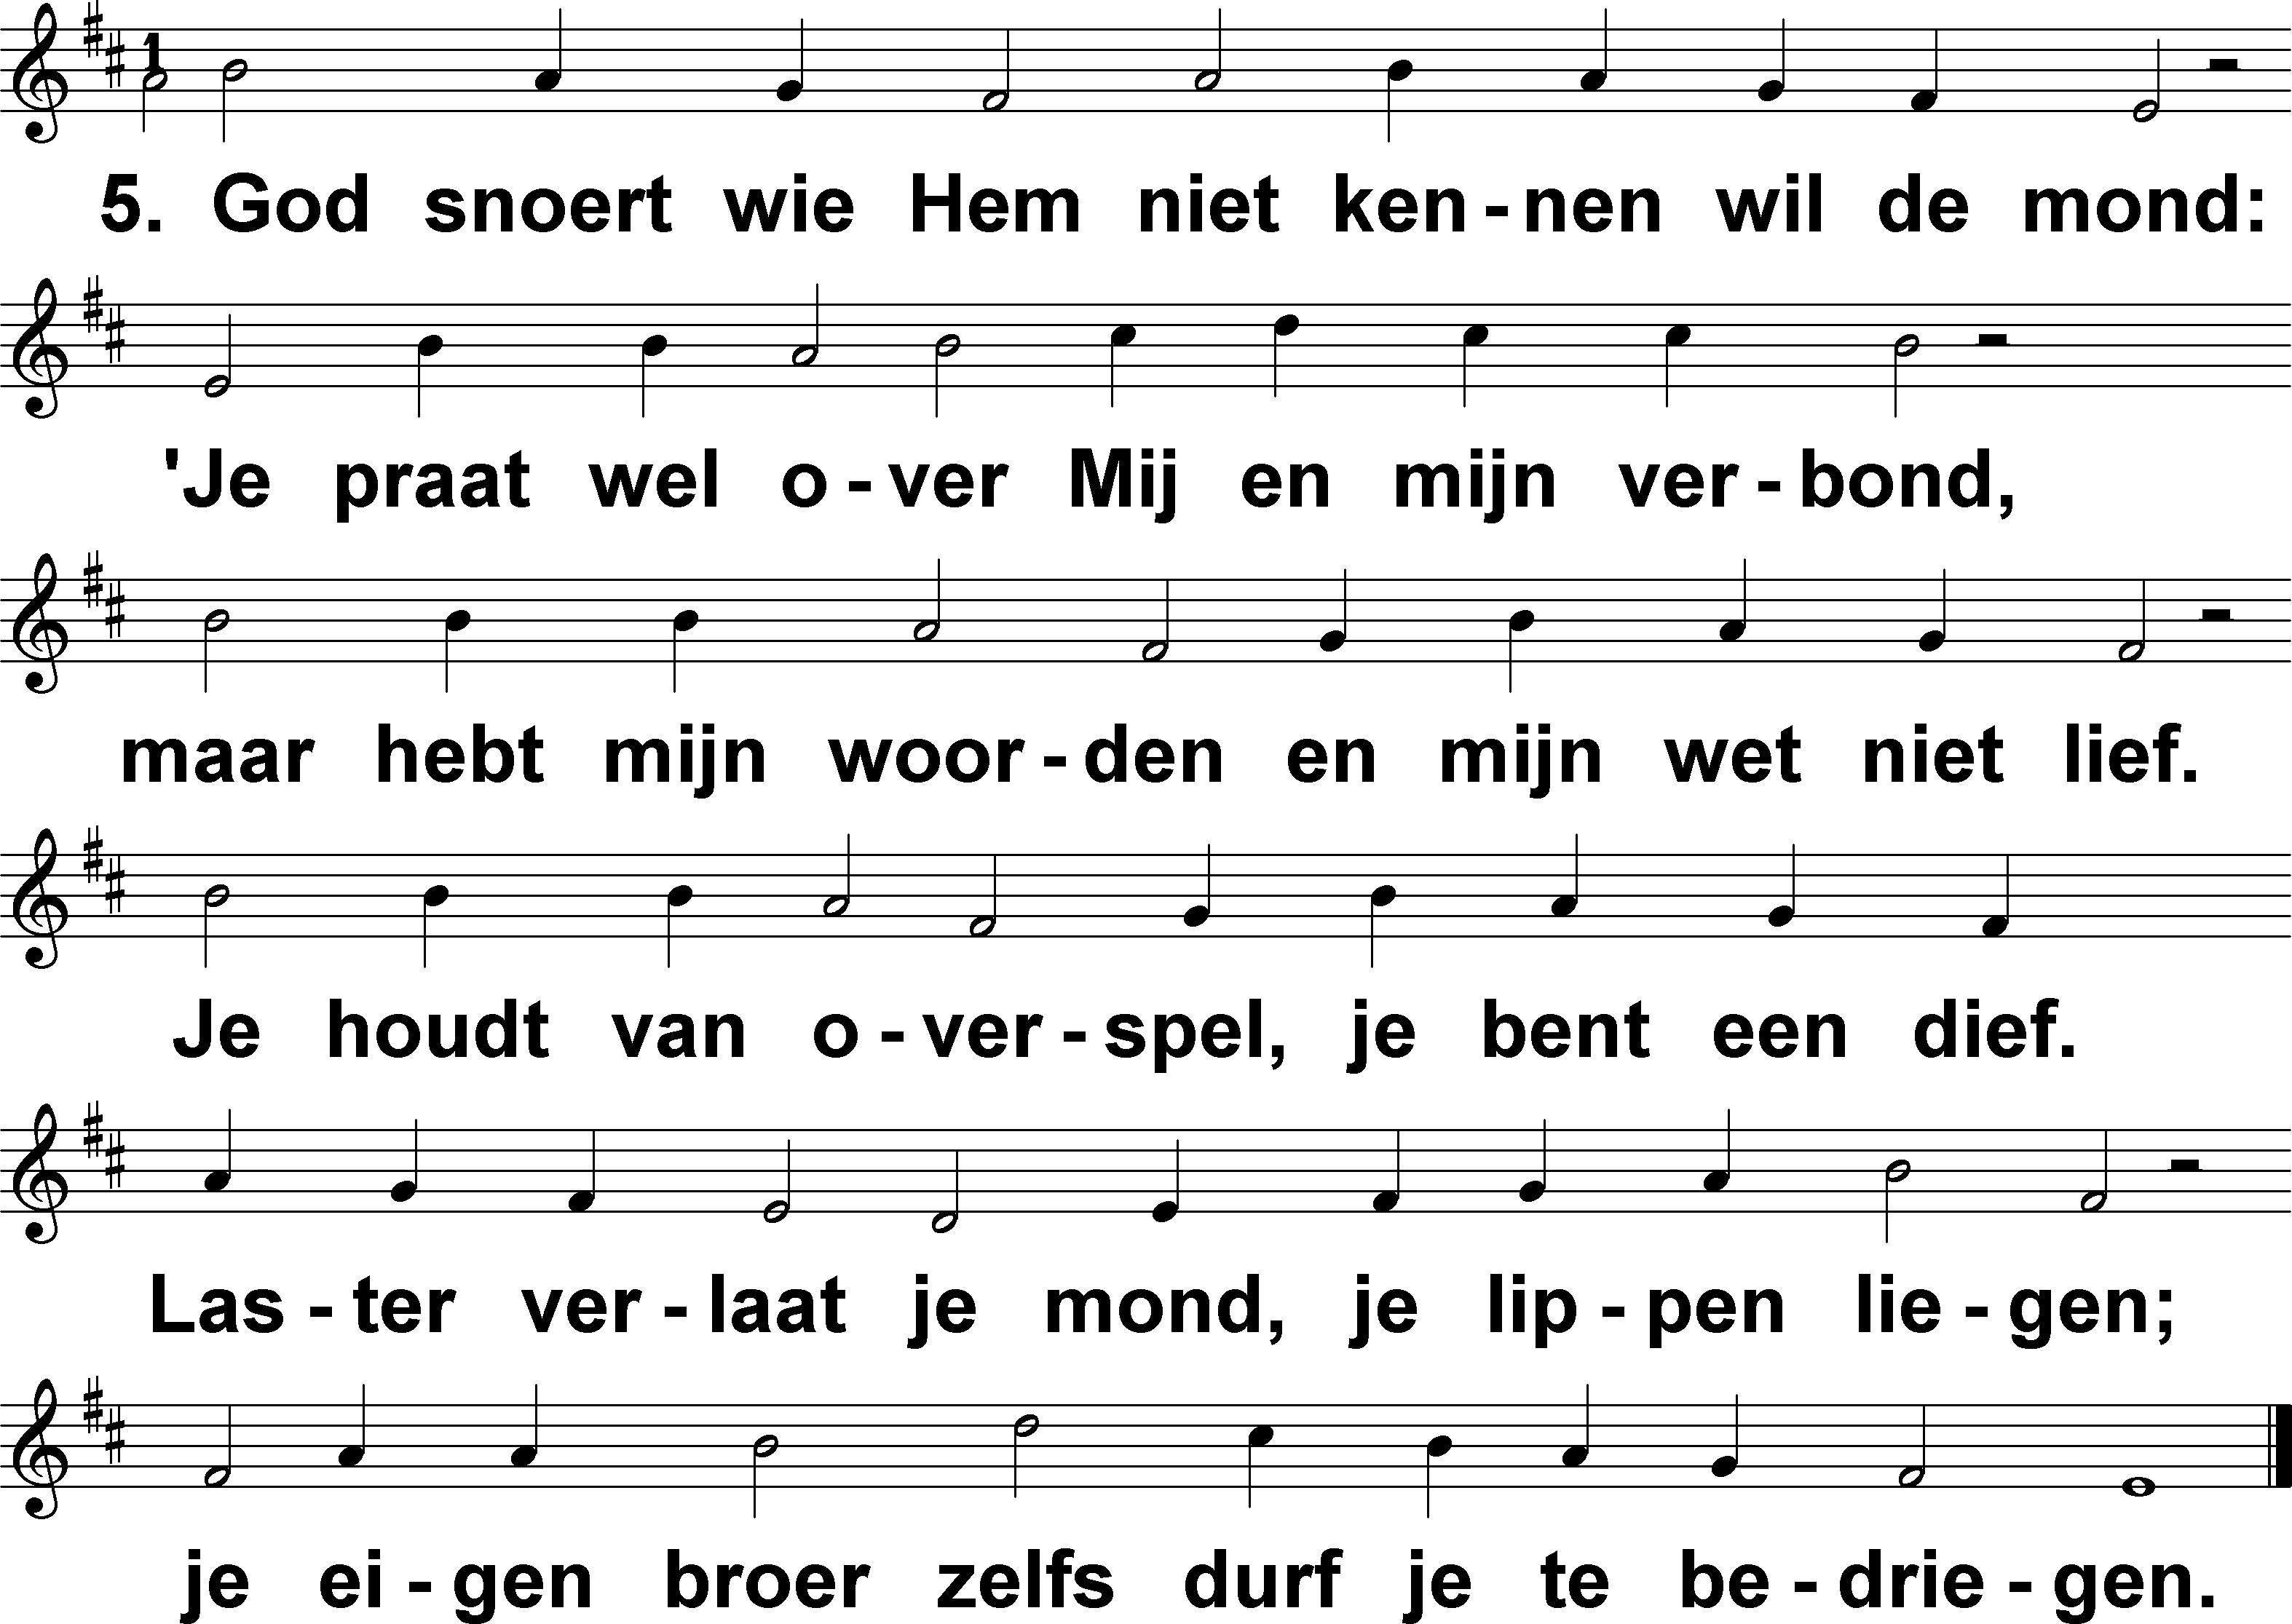 5. God snoert wie Hem niet ken-nen wil de mond:
'Je praat wel o-ver Mij en mijn ver-bond,
maar hebt mijn woor-den en mijn wet niet lief.
Je houdt van o-ver-spel, je bent een dief.
Las-ter ver-laat je mond, je lip-pen lie-gen;
je ei-gen broer zelfs durf je te be-drie-gen.